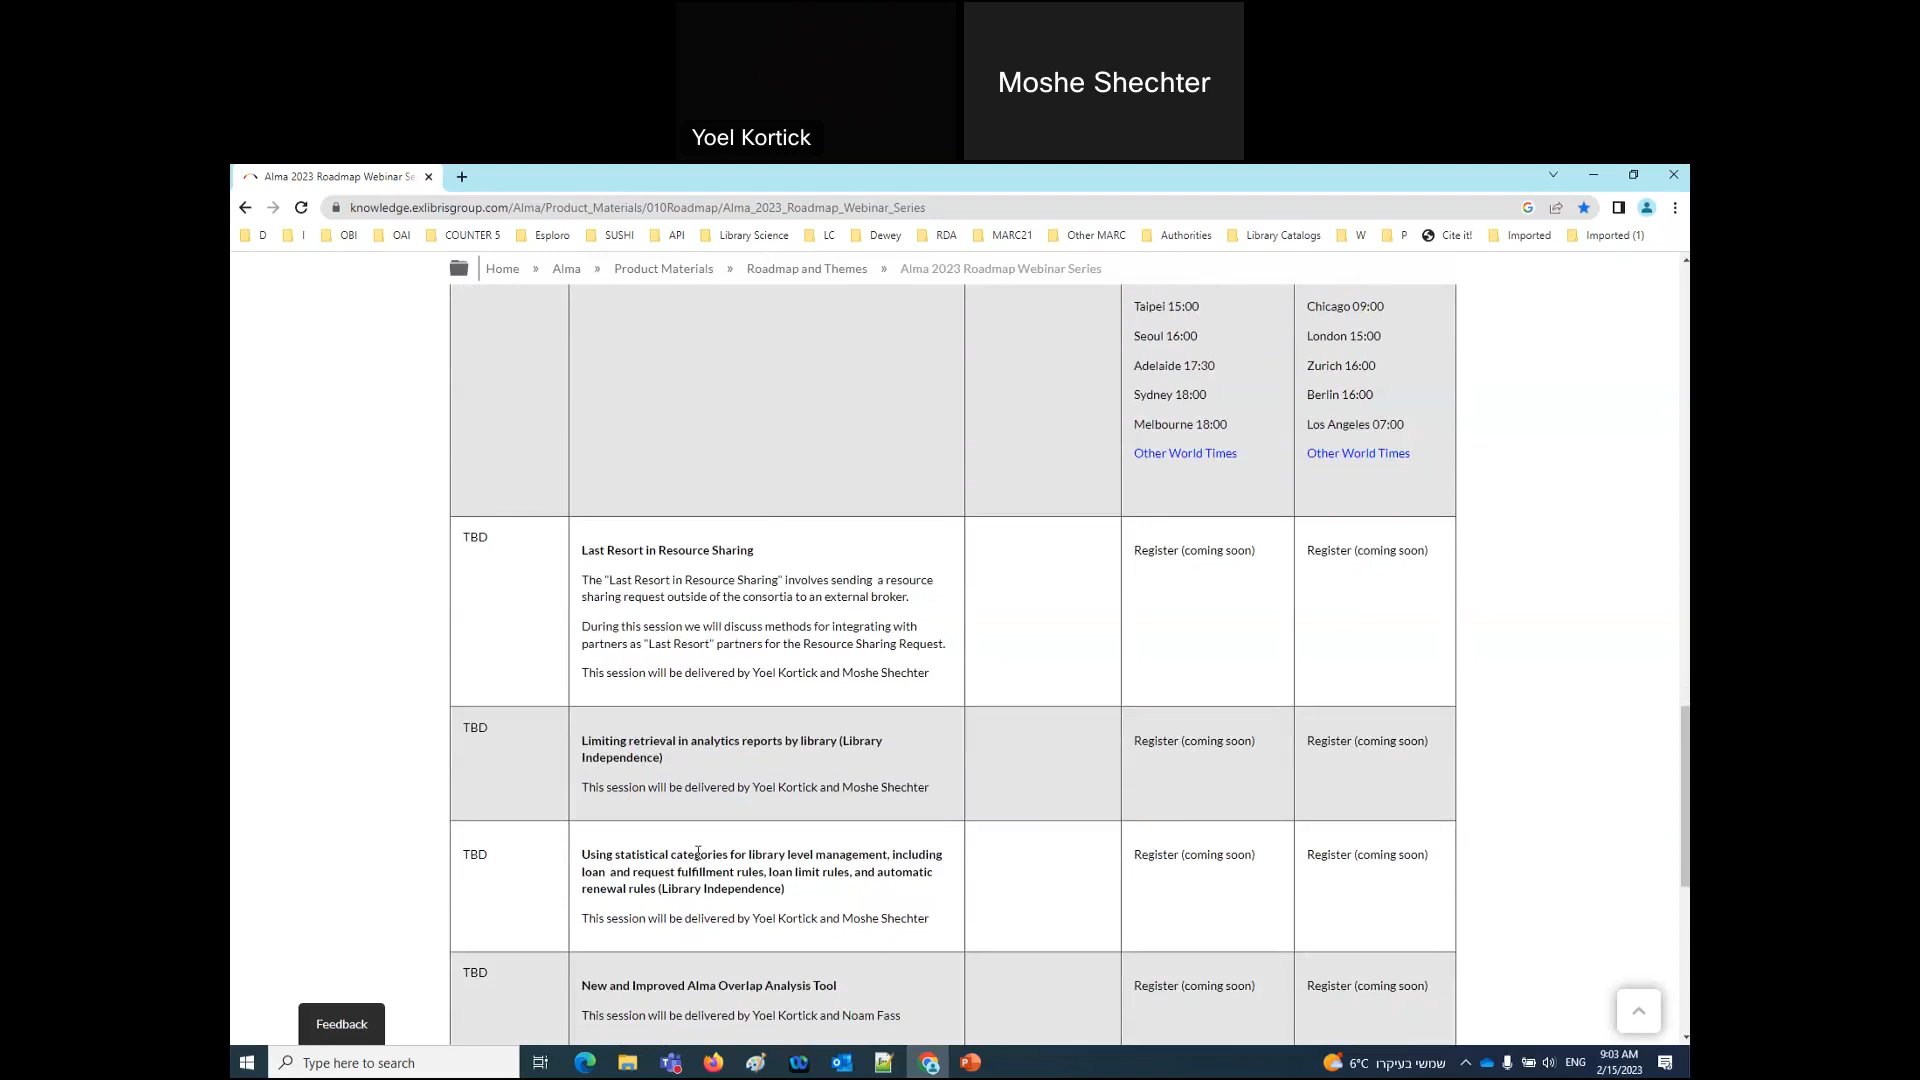 Moshe Shechter
Yoel Kortick
Alma 2023 Roadmap Webinar Se
knowledge.exlibrisgroup.com/Alma/Product_Materials/010Roadmap/Alma_2023_Roadmap_Webinar_Series
D I OBI OAI COUNTER 5 Esploro SUSHI API Library Science LC Dewey RDA MARC21 Other MARC Authorities Library Catalogs W P Cite it! Imported Imported (1)
Home » Alma » Product Materials » Roadmap and Themes » Alma 2023 Roadmap Webinar Series
Taipei 15:00
Seoul 16:00
Adelaide 17:30
Sydney 18:00
Melbourne 18:00
Other World Times
Chicago 09:00
London 15:00
Zurich 16:00
Berlin 16:00
Los Angeles 07:00
Other World Times
TBD
Last Resort in Resource Sharing
The "Last Resort in Resource Sharing" involves sending a resource
sharing request outside of the consortia to an external broker.
During this session we will discuss methods for integrating with
partners as "Last Resort" partners for the Resource Sharing Request.
This session will be delivered by Yoel Kortick and Moshe Shechter
Register (coming soon)
Register (coming soon)
TBD
Limiting retrieval in analytics reports by library (Library
Independence)
This session will be delivered by Yoel Kortick and Moshe Shechter
Register (coming soon)
Register (coming soon)
TBD
Using statistical categories for library level management, including
loan and request fulfillment rules, loan limit rules, and automatic
renewal rules (Library Independence)
This session will be delivered by Yoel Kortick and Moshe Shechter
Register (coming soon)
Register (coming soon)
TBD
New and Improved Alma Overlap Analysis Tool
This session will be delivered by Yoel Kortick and Noam Fass
Register (coming soon)
Register (coming soon)
Feedback
Type here to search
6°C שמשי בעיקרו
ENG
9:03 AM
2/15/2023